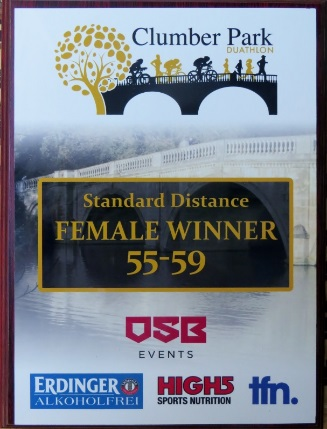 Clumber Park
DUATHLON
Standard Distance
FEMALE WINNER
55-59
OSB
EVENTS
ERDINGER
ALKOHOLFREI
HIGH5
SPORTS NUTRITION
tfn.